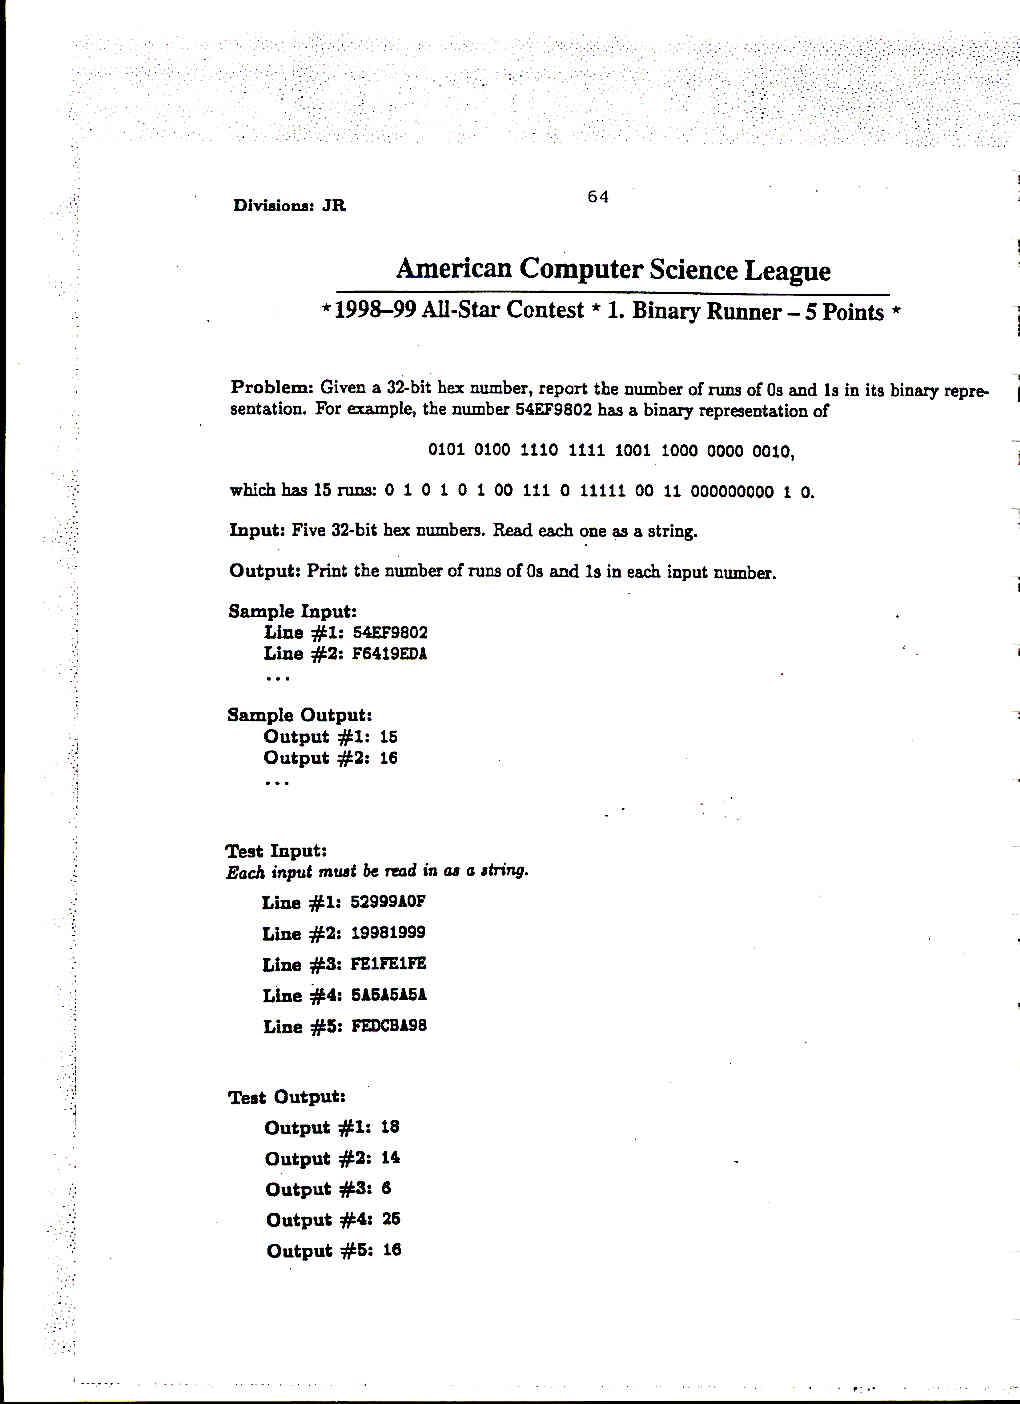 64
Divisions: JR
American Computer Science League
*1998–99 All-Star Contest * 1. Binary Runner – 5 Points *
Problem: Given a 32-bit hex number, report the number of runs of 0s and 1s in its binary repre-
sentation. For example, the number 54EF9802 has a binary representation of
0101 0100 1110 1111 1001 1000 0000 0010,
which has 15 runs: 0 1 0 1 0 1 00 111 0 11111 00 11 000000000 1 0.
Input: Five 32-bit hex numbers. Read each one as a string.
Output: Print the number of runs of 0s and 1s in each input number.
Sample Input:
Line #1: 54EF9802
Line #2: F6419EDA
...
Sample Output:
Output #1: 15
Output #2: 16
...
Test Input:
Each input must be read in as a string.
Line #1: 52999A0F
Line #2: 19981999
Line #3: FE1FE1FE
Line #4: 5A5A5A5A
Line #5: FEDCBA98
Test Output:
Output #1: 18
Output #2: 14
Output #3: 6
Output #4: 25
Output #5: 16